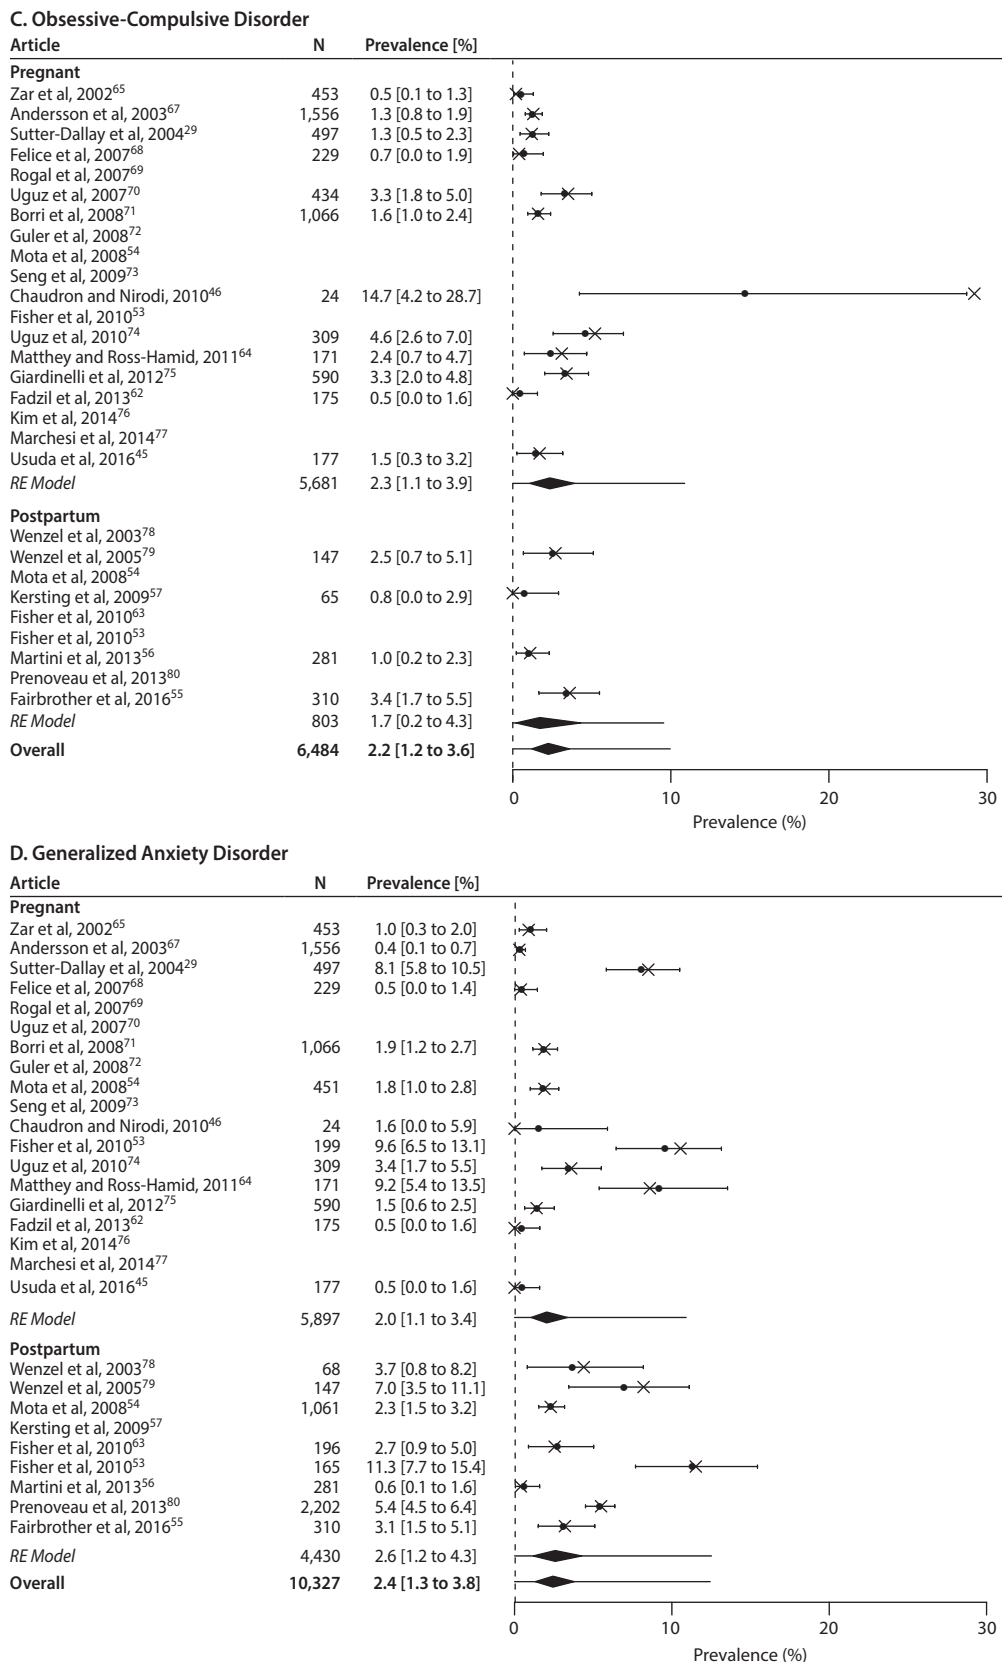 C. Obsessive-Compulsive Disorder
Article N Prevalence [%]
Pregnant
Zar et al, 2002⁶⁵ 453 0.5 [0.1 to 1.3]
Andersson et al, 2003⁶⁷ 1,556 1.3 [0.8 to 1.9]
Sutter-Dallay et al, 2004²⁹ 497 1.3 [0.5 to 2.3]
Felice et al, 2007⁶⁸ 229 0.7 [0.0 to 1.9]
Rogal et al, 2007⁶⁹
Uguz et al, 2007⁷⁰ 434 3.3 [1.8 to 5.0]
Borri et al, 2008⁷¹ 1,066 1.6 [1.0 to 2.4]
Guler et al, 2008⁷²
Mota et al, 2008⁵⁴
Seng et al, 2009⁷³
Chaudron and Nirodi, 2010⁴⁶ 24 14.7 [4.2 to 28.7]
Fisher et al, 2010⁵³
Uguz et al, 2010⁷⁴ 309 4.6 [2.6 to 7.0]
Matthey and Ross-Hamid, 2011⁶⁴ 171 2.4 [0.7 to 4.7]
Giardinelli et al, 2012⁷⁵ 590 3.3 [2.0 to 4.8]
Fadzil et al, 2013⁶² 175 0.5 [0.0 to 1.6]
Kim et al, 2014⁷⁶
Marchesi et al, 2014⁷⁷
Usuda et al, 2016⁴⁵ 177 1.5 [0.3 to 3.2]
RE Model 5,681 2.3 [1.1 to 3.9]
Postpartum
Wenzel et al, 2003⁷⁸
Wenzel et al, 2005⁷⁹ 147 2.5 [0.7 to 5.1]
Mota et al, 2008⁵⁴
Kersting et al, 2009⁵⁷ 65 0.8 [0.0 to 2.9]
Fisher et al, 2010⁶³
Fisher et al, 2010⁵³
Martini et al, 2013⁵⁶ 281 1.0 [0.2 to 2.3]
Prenoveau et al, 2013⁸⁰
Fairbrother et al, 2016⁵⁵ 310 3.4 [1.7 to 5.5]
RE Model 803 1.7 [0.2 to 4.3]
Overall 6,484 2.2 [1.2 to 3.6]
0 10 20 30
Prevalence (%)
D. Generalized Anxiety Disorder
Article N Prevalence [%]
Pregnant
Zar et al, 2002⁶⁵ 453 1.0 [0.3 to 2.0]
Andersson et al, 2003⁶⁷ 1,556 0.4 [0.1 to 0.7]
Sutter-Dallay et al, 2004²⁹ 497 8.1 [5.8 to 10.5]
Felice et al, 2007⁶⁸ 229 0.5 [0.0 to 1.4]
Rogal et al, 2007⁶⁹
Uguz et al, 2007⁷⁰
Borri et al, 2008⁷¹ 1,066 1.9 [1.2 to 2.7]
Guler et al, 2008⁷²
Mota et al, 2008⁵⁴ 451 1.8 [1.0 to 2.8]
Seng et al, 2009⁷³
Chaudron and Nirodi, 2010⁴⁶ 24 1.6 [0.0 to 5.9]
Fisher et al, 2010⁵³ 199 9.6 [6.5 to 13.1]
Uguz et al, 2010⁷⁴ 309 3.4 [1.7 to 5.5]
Matthey and Ross-Hamid, 2011⁶⁴ 171 9.2 [5.4 to 13.5]
Giardinelli et al, 2012⁷⁵ 590 1.5 [0.6 to 2.5]
Fadzil et al, 2013⁶² 175 0.5 [0.0 to 1.6]
Kim et al, 2014⁷⁶
Marchesi et al, 2014⁷⁷
Usuda et al, 2016⁴⁵ 177 0.5 [0.0 to 1.6]
RE Model 5,897 2.0 [1.1 to 3.4]
Postpartum
Wenzel et al, 2003⁷⁸ 68 3.7 [0.8 to 8.2]
Wenzel et al, 2005⁷⁹ 147 7.0 [3.5 to 11.1]
Mota et al, 2008⁵⁴ 1,061 2.3 [1.5 to 3.2]
Kersting et al, 2009⁵⁷
Fisher et al, 2010⁶³ 196 2.7 [0.9 to 5.0]
Fisher et al, 2010⁵³ 165 11.3 [7.7 to 15.4]
Martini et al, 2013⁵⁶ 281 0.6 [0.1 to 1.6]
Prenoveau et al, 2013⁸⁰ 2,202 5.4 [4.5 to 6.4]
Fairbrother et al, 2016⁵⁵ 310 3.1 [1.5 to 5.1]
RE Model 4,430 2.6 [1.2 to 4.3]
Overall 10,327 2.4 [1.3 to 3.8]
0 10 20 30
Prevalence (%)